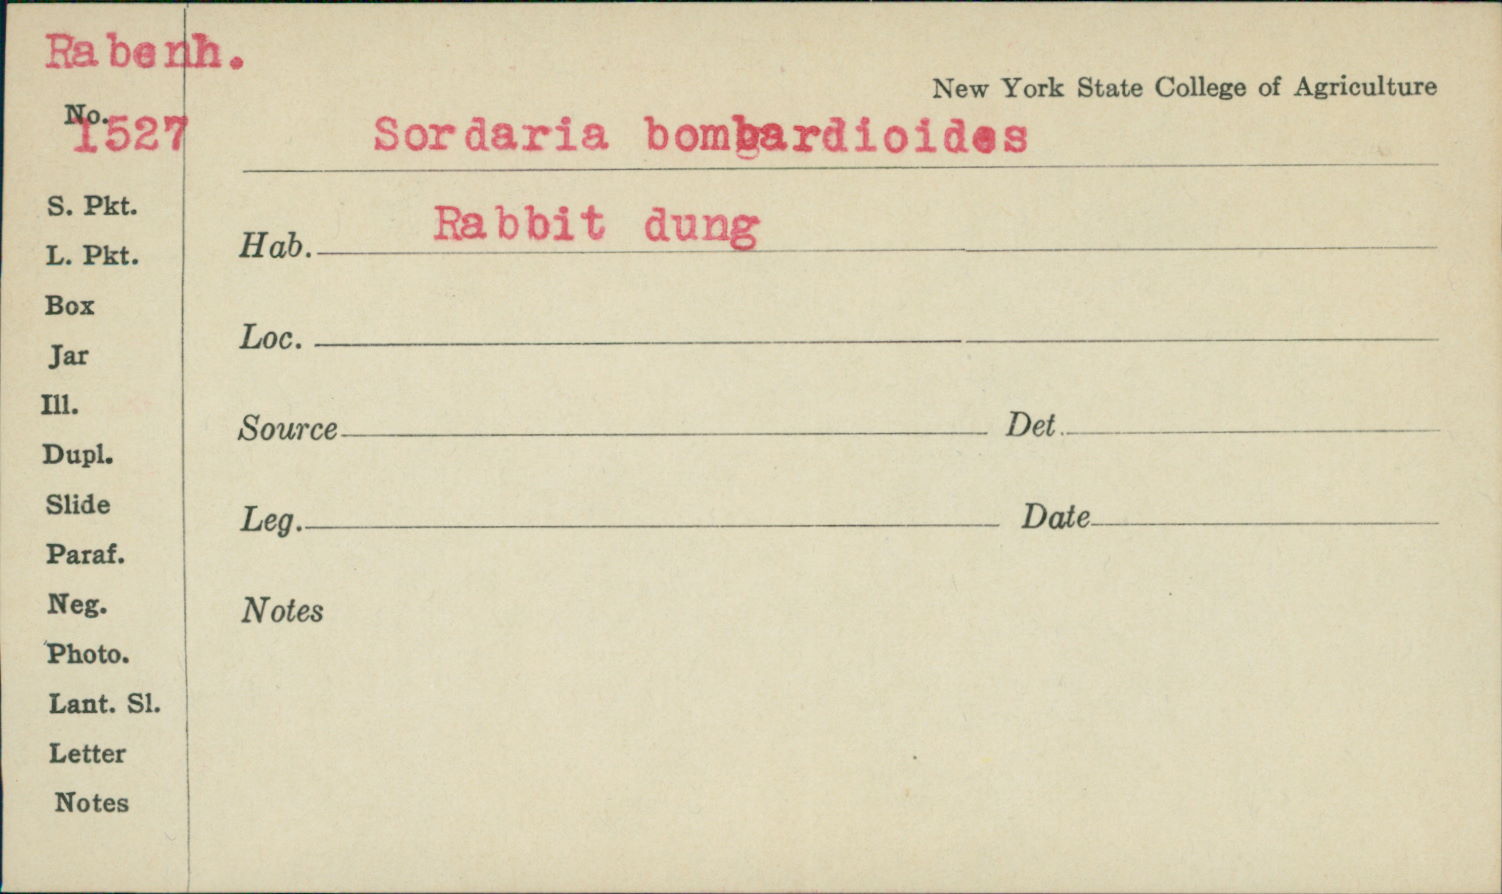 Rabenh.
New York State College of Agriculture
No.
1527
Sordaria bombardioides
S. Pkt.
Hab. Rabbit dung
L. Pkt.
Box
Loc.
Jar
Ill.
Source Det.
Dupl.
Slide
Leg. Date
Paraf.
Neg.
Notes
Photo.
Lant. Sl.
Letter
Notes